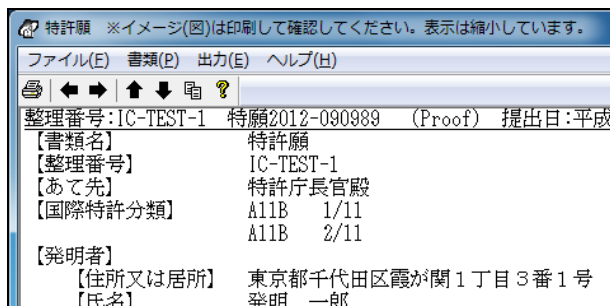 特許願 ※イメージ(図)は印刷して確認してください。表示は縮小しています。
ファイル(F) 書類(P) 出力(E) ヘルプ(H)
整理番号:IC-TEST-1 特願2012-090989 (Proof) 提出日:平成
【書類名】 特許願
【整理番号】 IC-TEST-1
【あて先】 特許庁長官殿
【国際特許分類】 A11B 1/11
A11B 2/11
【発明者】
【住所又は居所】 東京都千代田区霞が関1丁目3番1号
【氏名】 発明 一郎